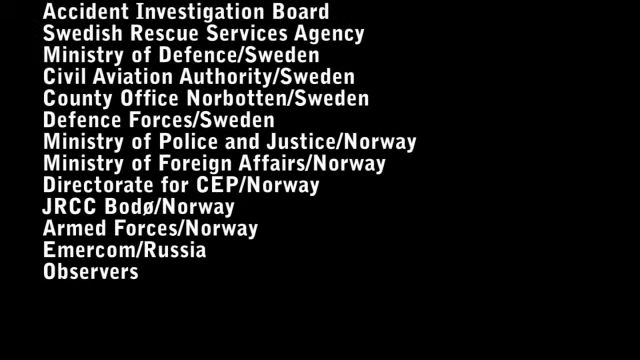 Accident Investigation Board
Swedish Rescue Services Agency
Ministry of Defence/Sweden
Civil Aviation Authority/Sweden
County Office Norbotten/Sweden
Defence Forces/Sweden
Ministry of Police and Justice/Norway
Ministry of Foreign Affairs/Norway
Directorate for CEP/Norway
JRCC Bodø/Norway
Armed Forces/Norway
Emercom/Russia
Observers